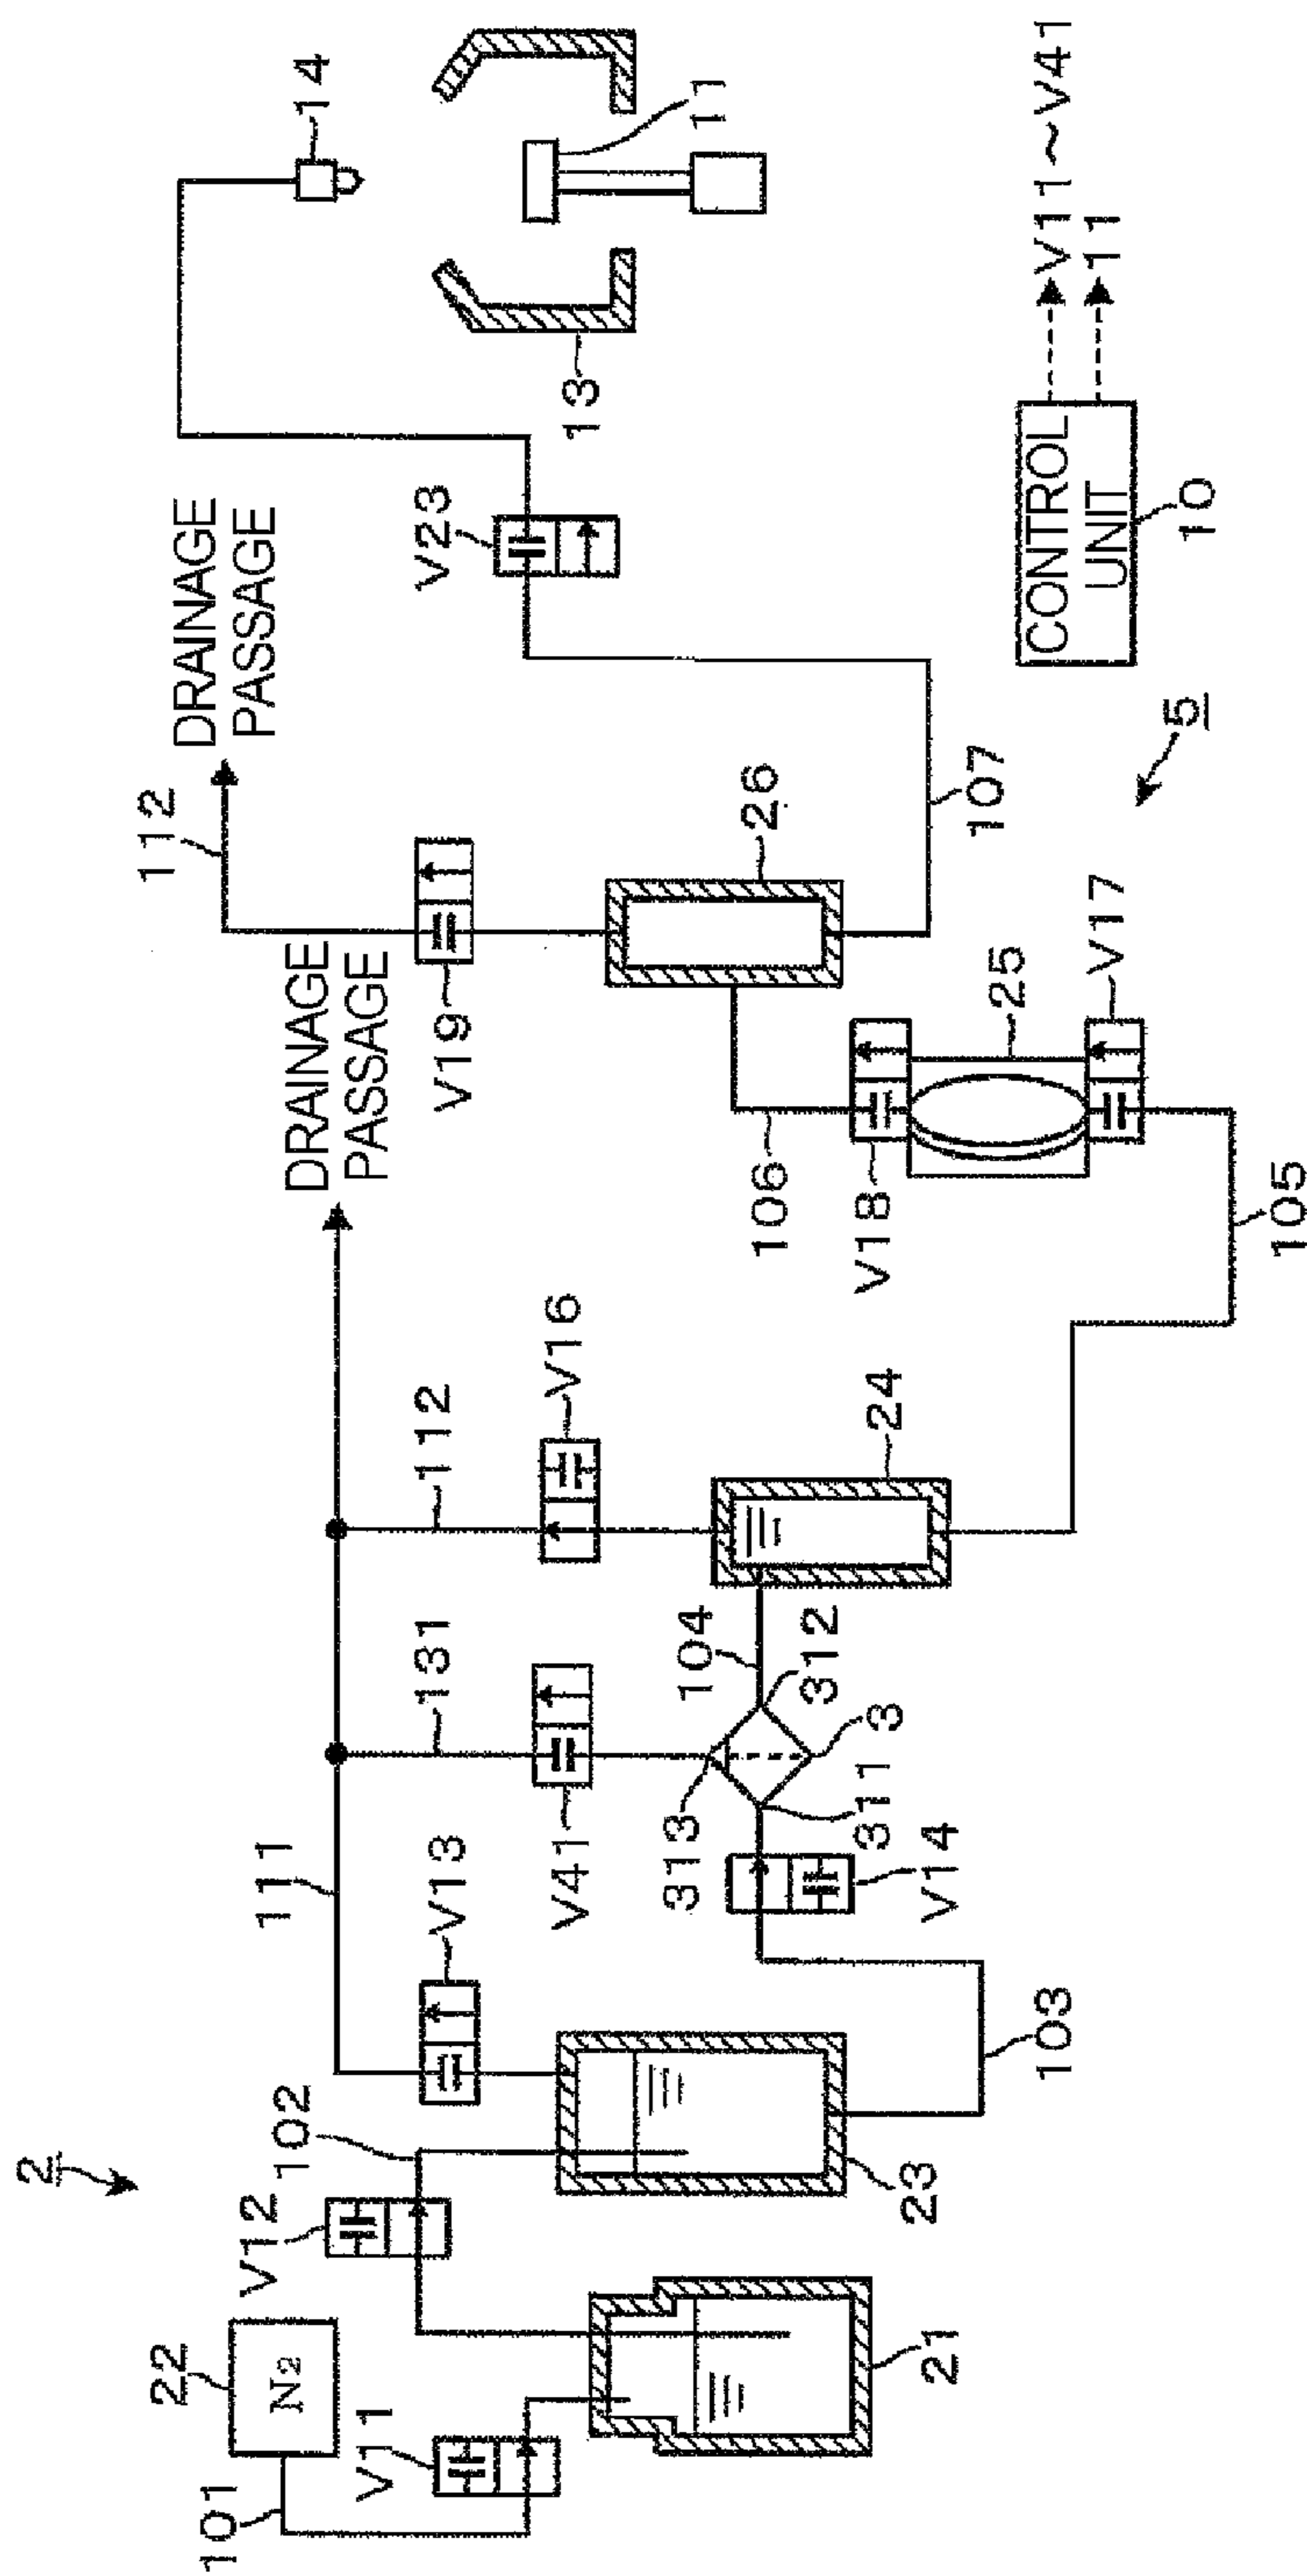 2
22
N2
101
V11
21
V12
102
23
103
111
V13
V41
131
313
311
312
3
V14
104
112
V16
24
105
DRAINAGE
PASSAGE
V18
106
25
V17
V19
26
112
DRAINAGE
PASSAGE
107
5
V23
14
13
11
CONTROL
UNIT
10
V11~V41
11